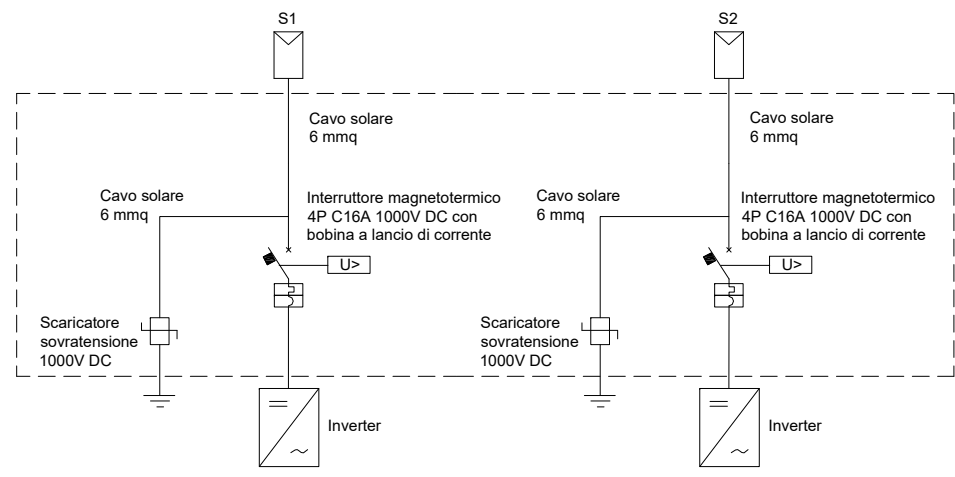 S1
S2
Cavo solare
6 mmq
Cavo solare
6 mmq
Cavo solare
6 mmq
Interruttore magnetotermico
4P C16A 1000V DC con
bobina a lancio di corrente
Cavo solare
6 mmq
Interruttore magnetotermico
4P C16A 1000V DC con
bobina a lancio di corrente
U>
U>
Scaricatore
sovratensione
1000V DC
Scaricatore
sovratensione
1000V DC
Inverter
Inverter